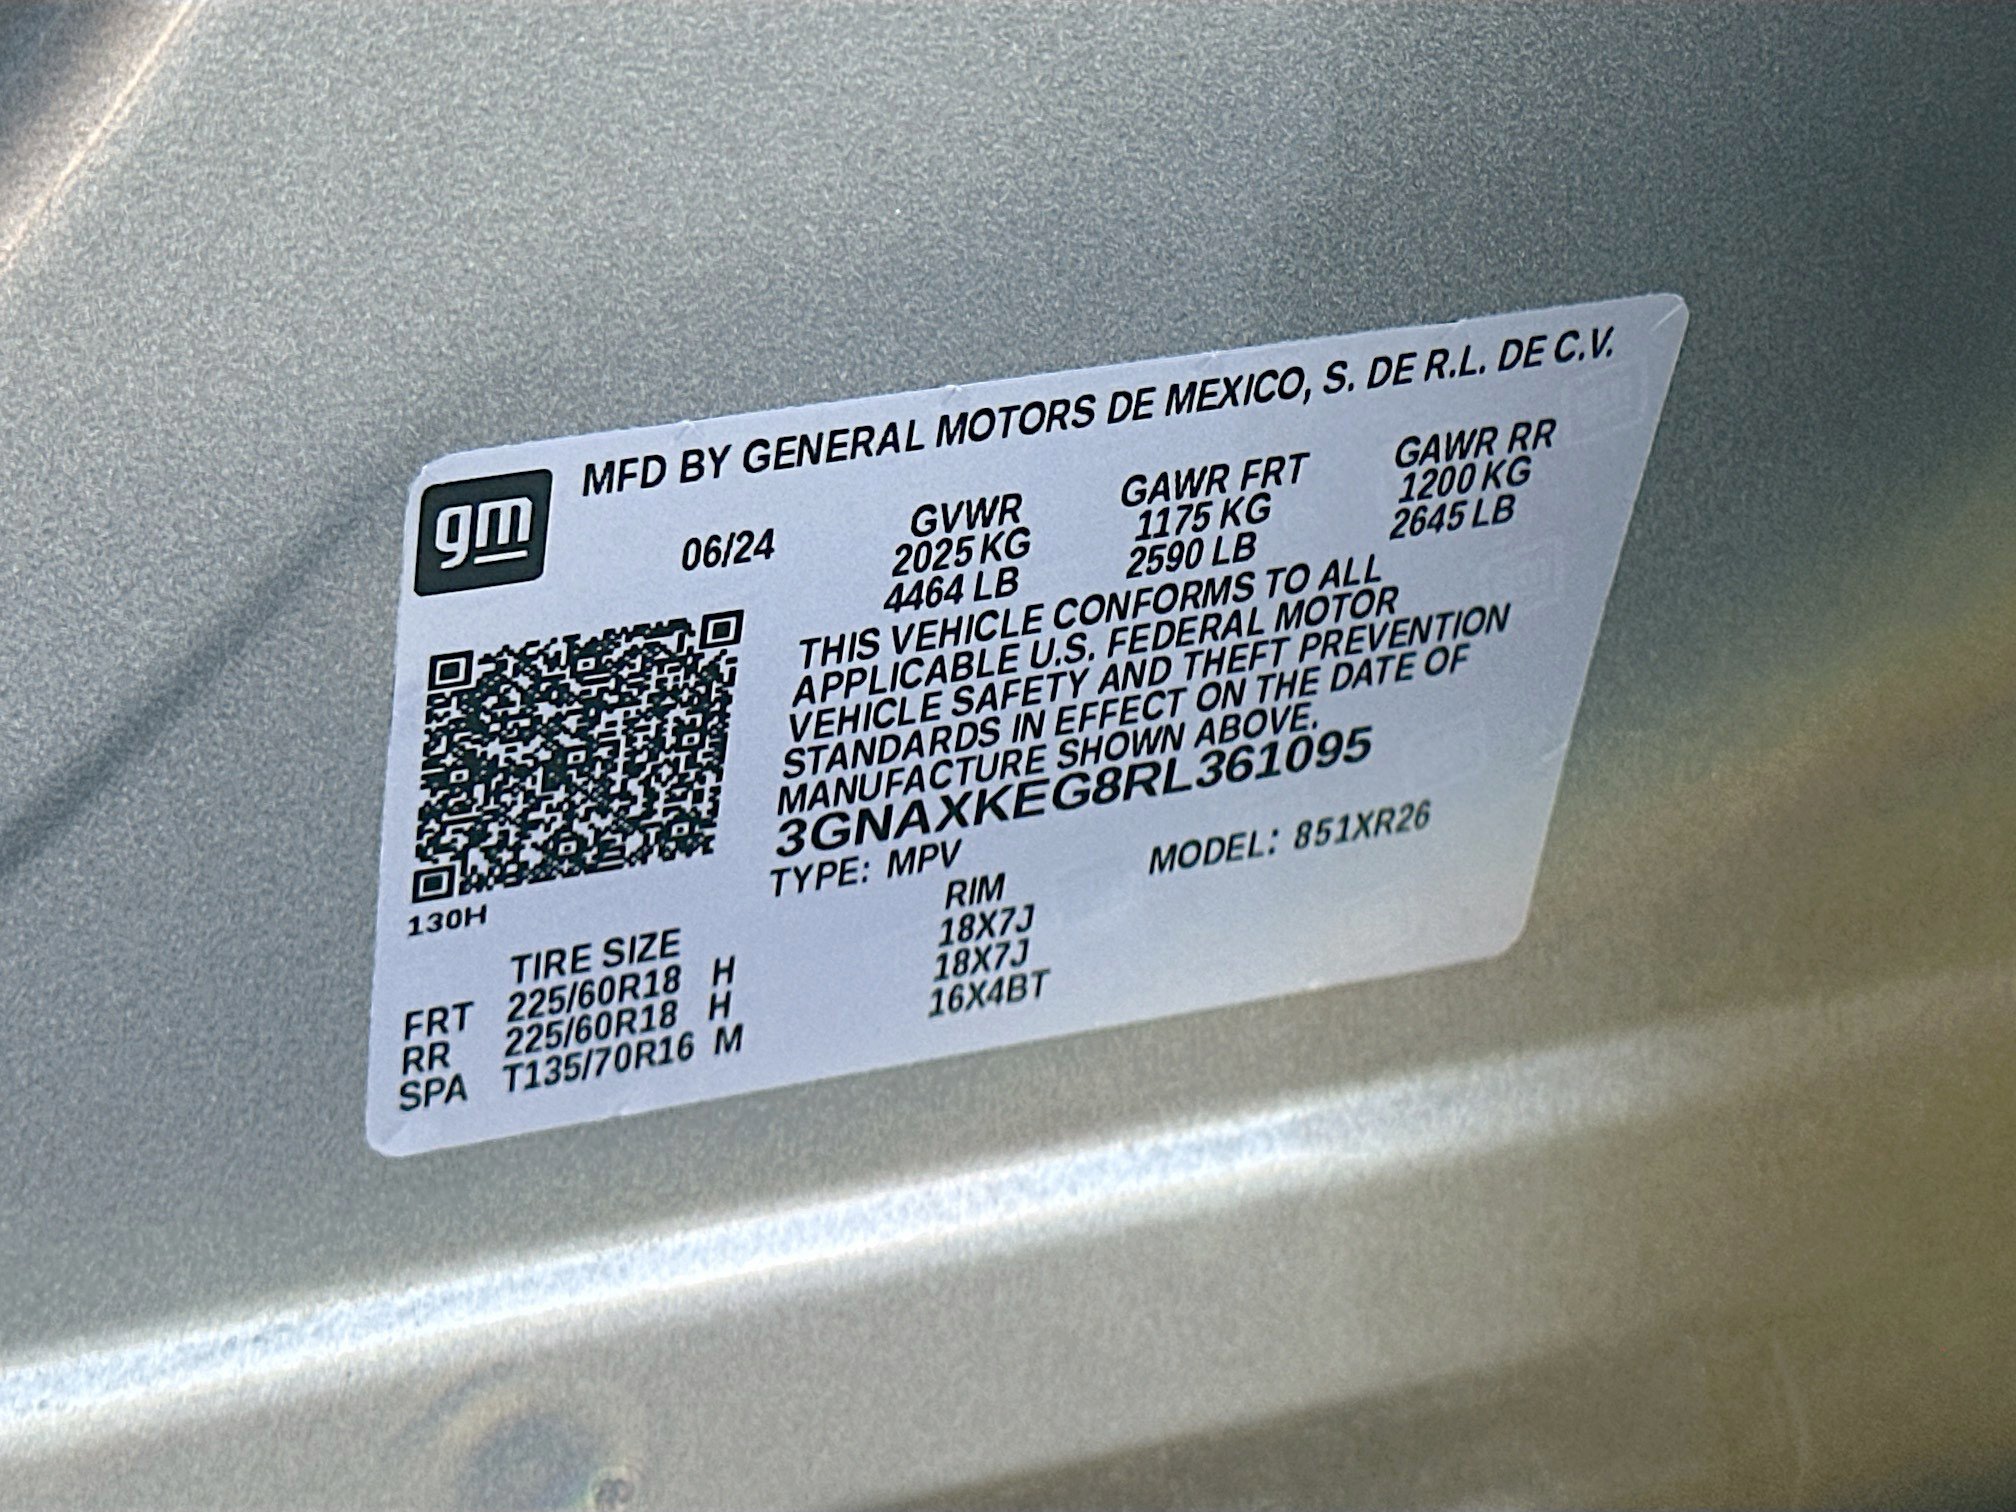 gm
MFD BY GENERAL MOTORS DE MEXICO, S. DE R.L. DE C.V.
06/24 GVWR GAWR FRT GAWR RR
2025 KG 1175 KG 1200 KG
4464 LB 2590 LB 2645 LB
THIS VEHICLE CONFORMS TO ALL
APPLICABLE U.S. FEDERAL MOTOR
VEHICLE SAFETY AND THEFT PREVENTION
STANDARDS IN EFFECT ON THE DATE OF
MANUFACTURE SHOWN ABOVE.
3GNAXKEG8RL361095
TYPE: MPV MODEL: 851XR26
130H
TIRE SIZE RIM
FRT 225/60R18 H 18X7J
RR 225/60R18 H 18X7J
SPA T135/70R16 M 16X4BT